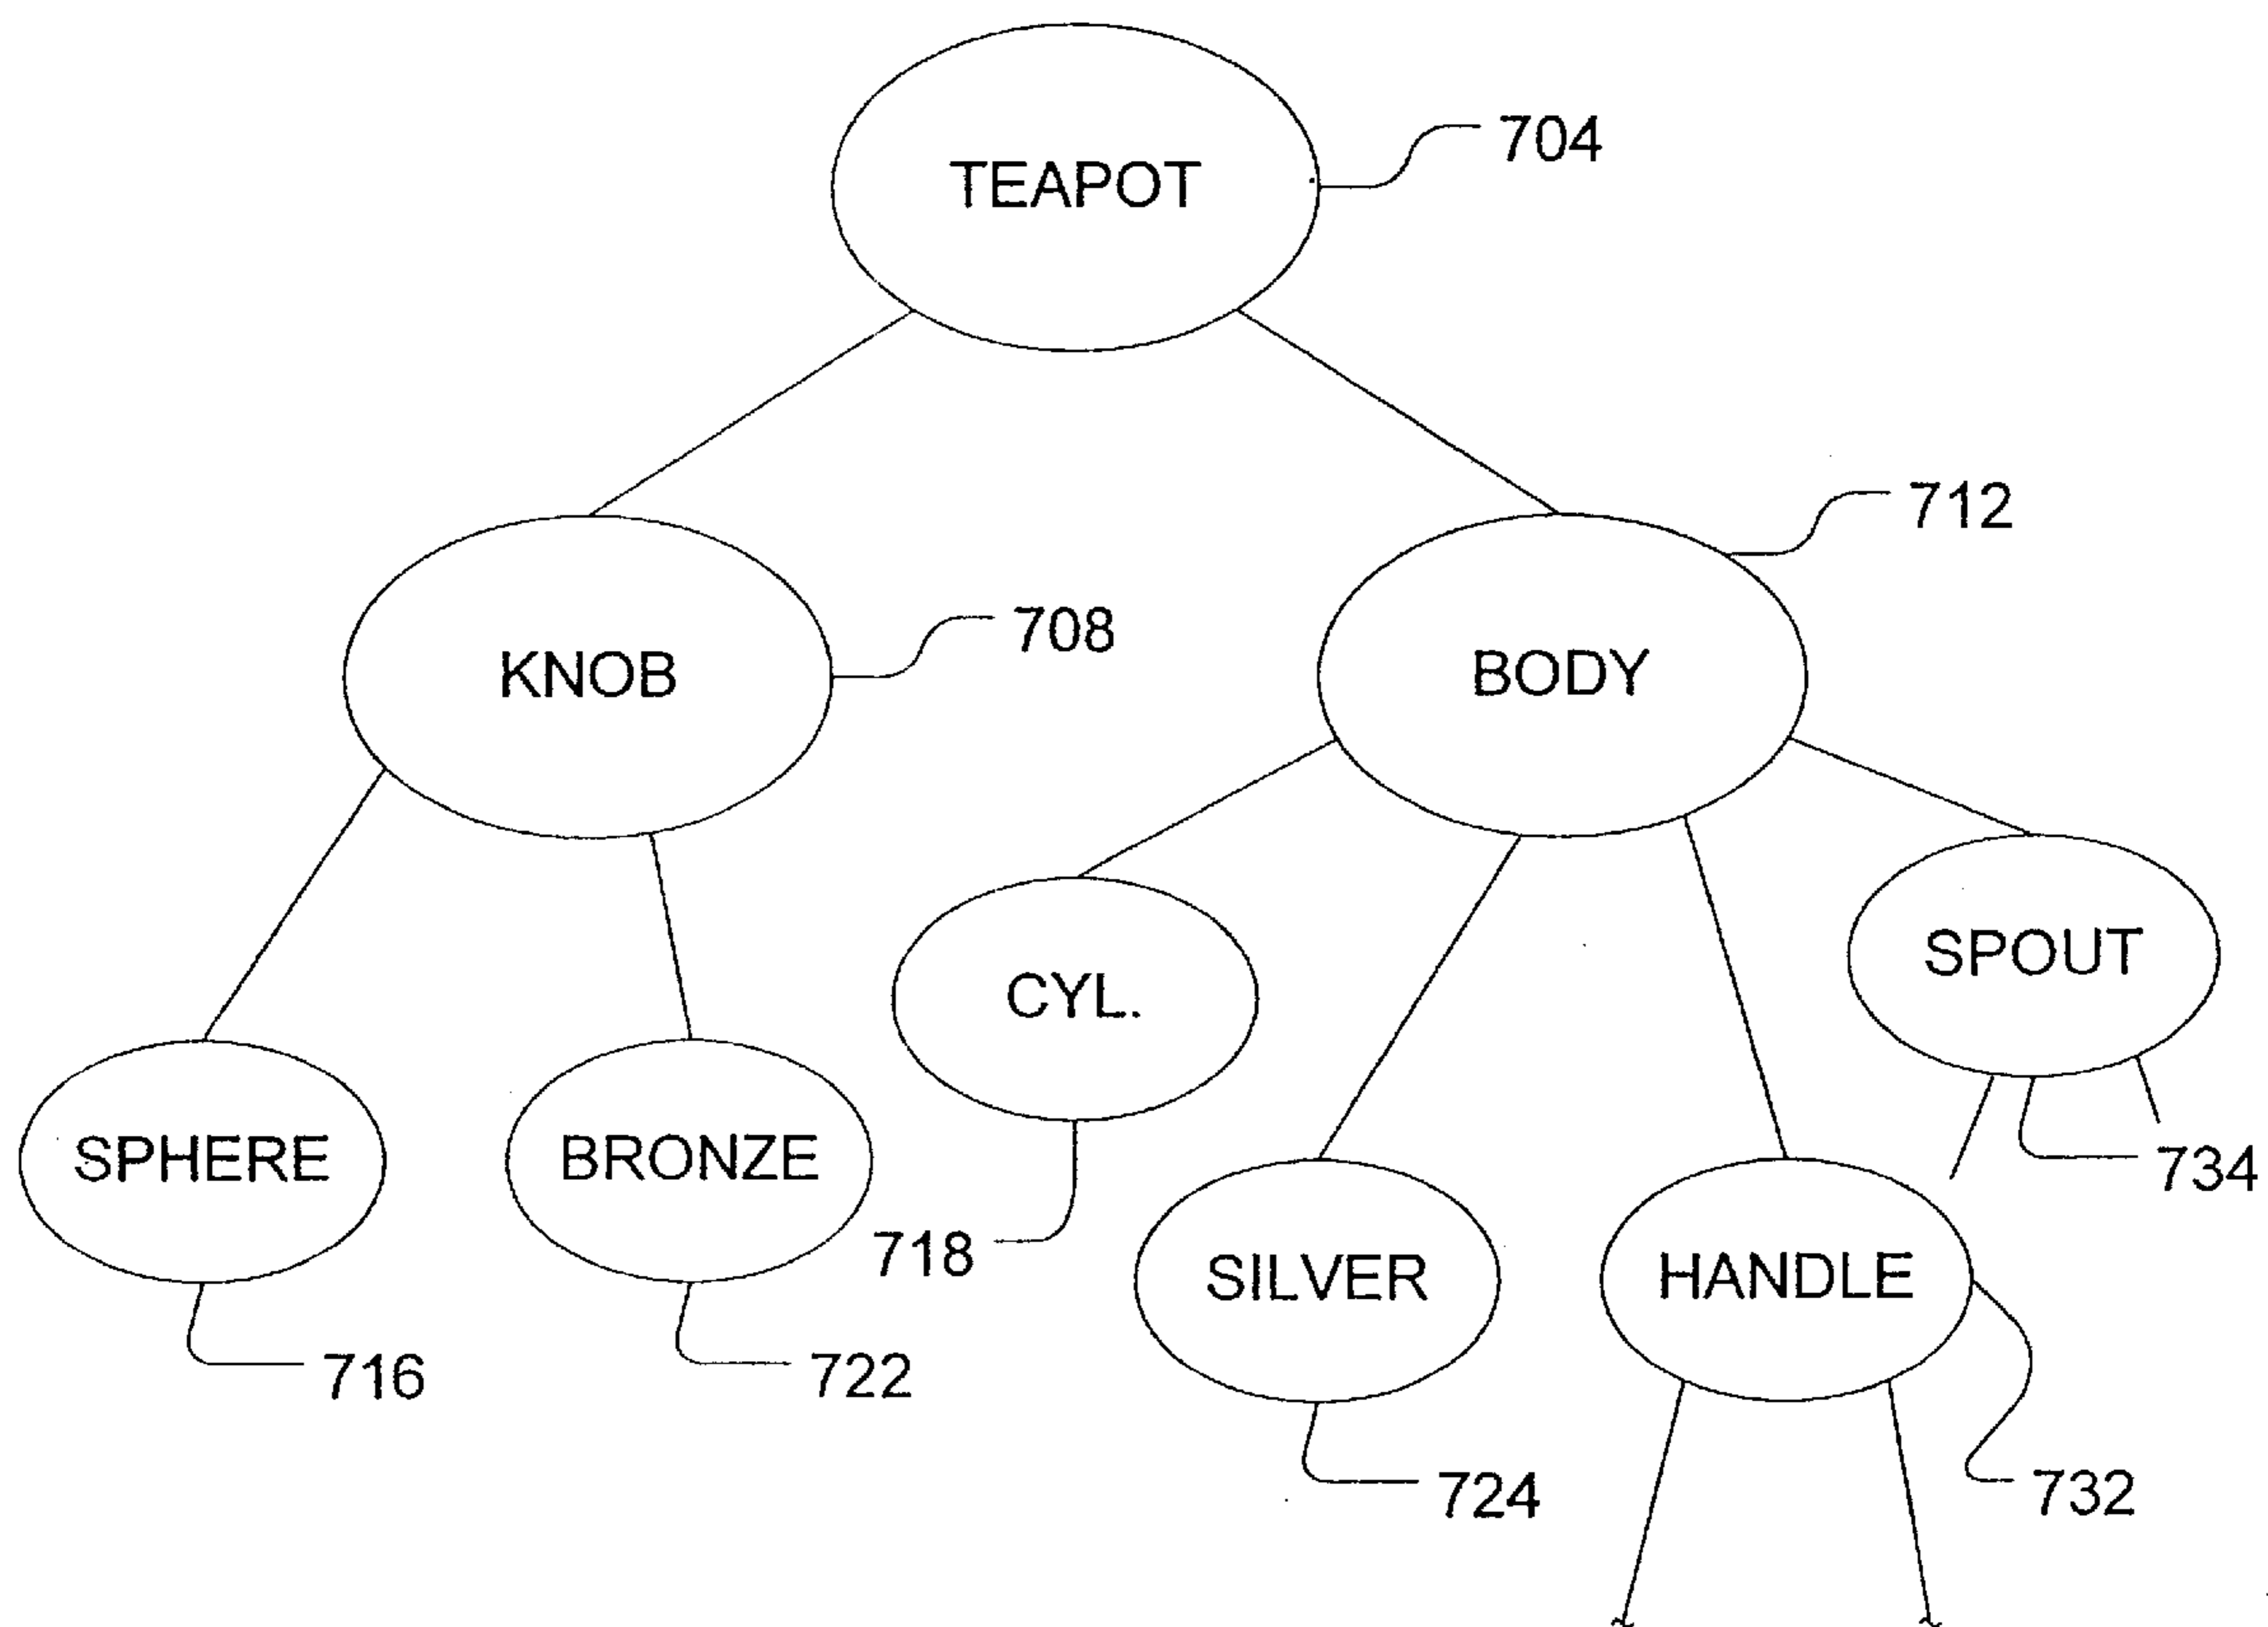 TEAPOT
704
712
KNOB
708
BODY
CYL.
SPOUT
SPHERE
BRONZE
734
718
SILVER
HANDLE
716
722
724
732